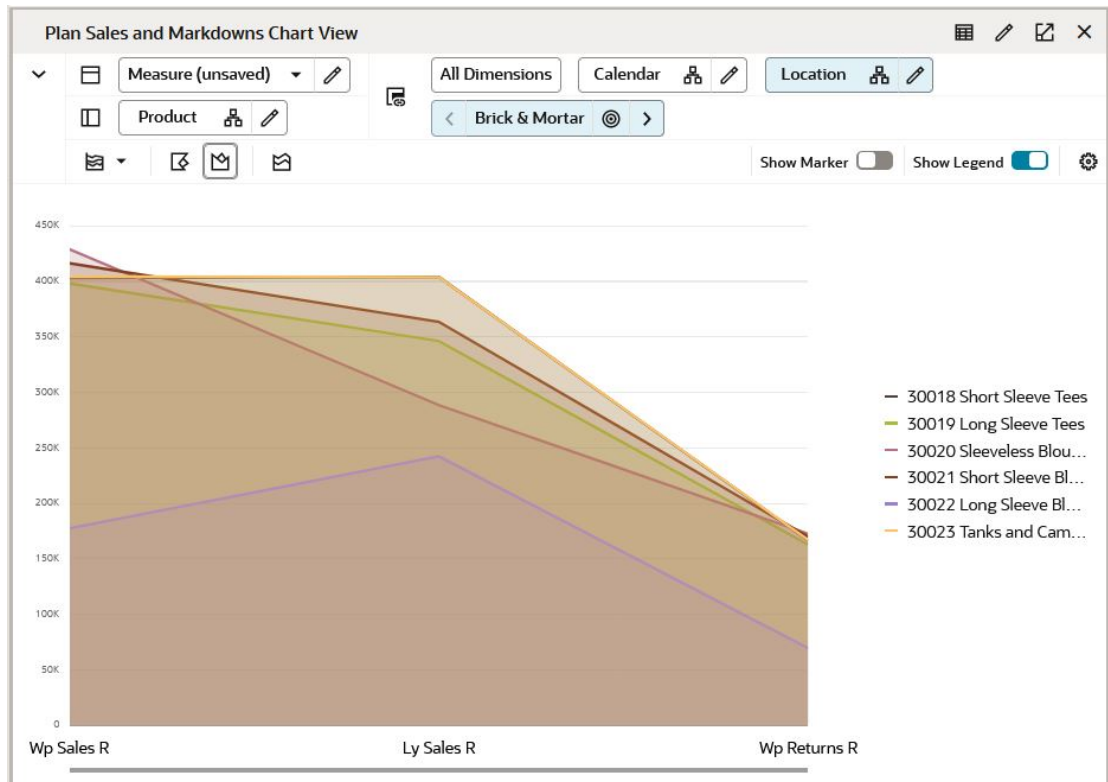 Plan Sales and Markdowns Chart View
Measure (unsaved)
All Dimensions
Calendar
Location
Product
Brick & Mortar
Show Marker
Show Legend
450K
400K
350K
300K
250K
200K
150K
100K
50K
0
Wp Sales R
Ly Sales R
Wp Returns R
30018 Short Sleeve Tees
30019 Long Sleeve Tees
30020 Sleeveless Blou...
30021 Short Sleeve Bl...
30022 Long Sleeve Bl...
30023 Tanks and Cam...